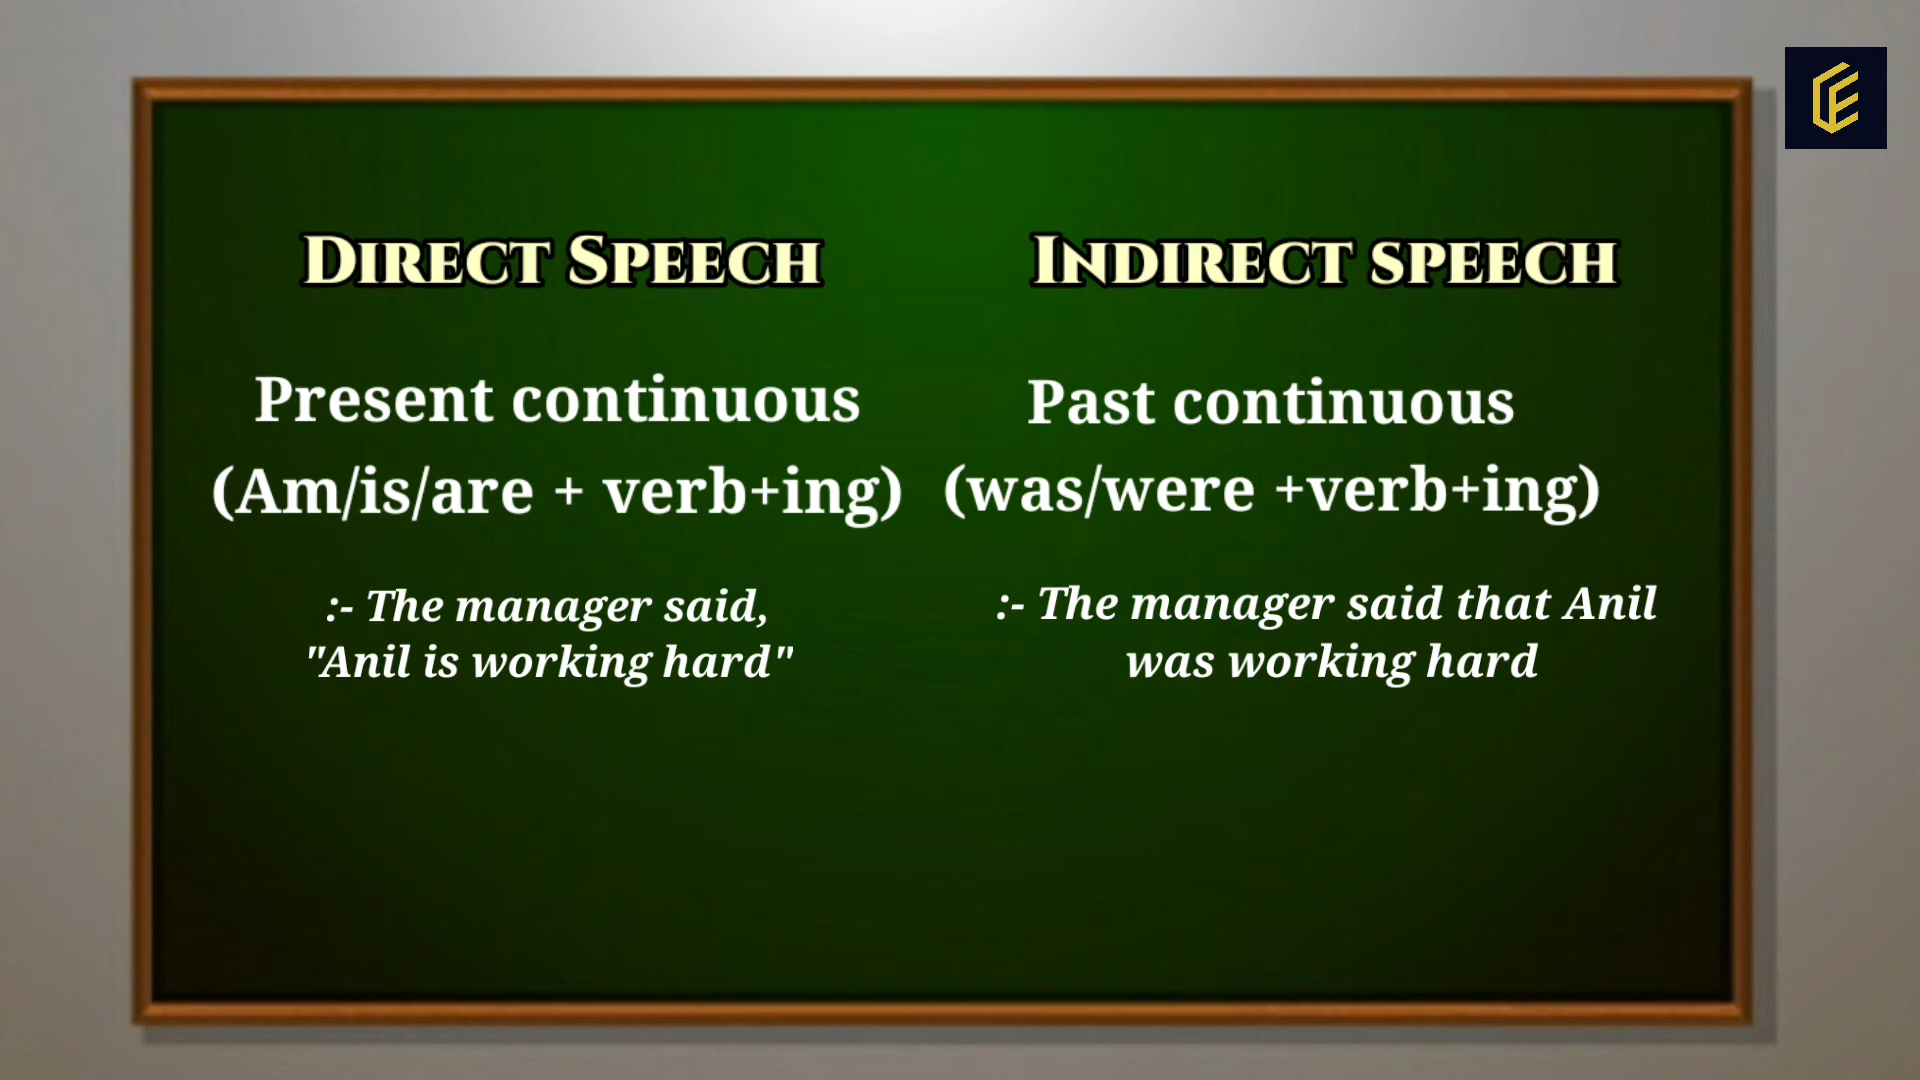 Direct Speech
Indirect speech
Present continuous
(Am/is/are + verb+ing)
Past continuous
(was/were +verb+ing)
:- The manager said,
"Anil is working hard"
:- The manager said that Anil
was working hard